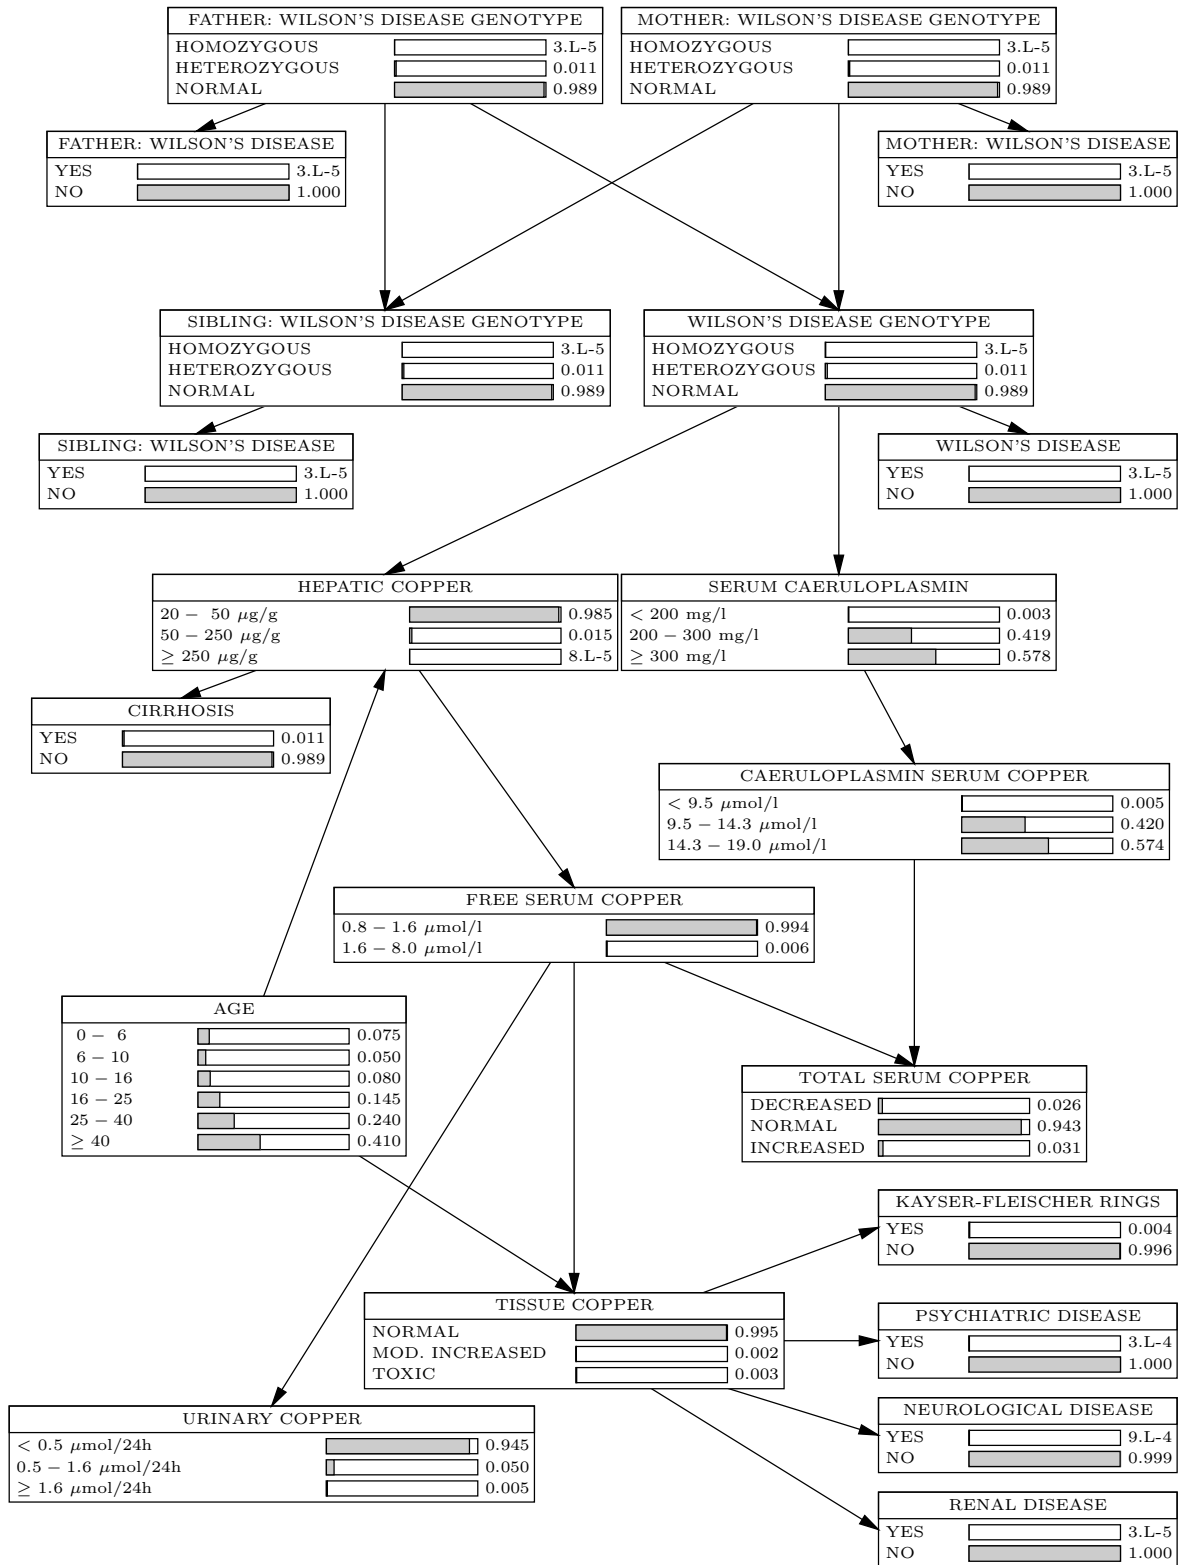 FATHER: WILSON'S DISEASE GENOTYPE
HOMOZYGOUS 3.L-5
HETEROZYGOUS 0.011
NORMAL 0.989
MOTHER: WILSON'S DISEASE GENOTYPE
HOMOZYGOUS 3.L-5
HETEROZYGOUS 0.011
NORMAL 0.989
FATHER: WILSON'S DISEASE
YES 3.L-5
NO 1.000
MOTHER: WILSON'S DISEASE
YES 3.L-5
NO 1.000
SIBLING: WILSON'S DISEASE GENOTYPE
HOMOZYGOUS 3.L-5
HETEROZYGOUS 0.011
NORMAL 0.989
WILSON'S DISEASE GENOTYPE
HOMOZYGOUS 3.L-5
HETEROZYGOUS 0.011
NORMAL 0.989
SIBLING: WILSON'S DISEASE
YES 3.L-5
NO 1.000
WILSON'S DISEASE
YES 3.L-5
NO 1.000
HEPATIC COPPER
20 − 50 μg/g 0.985
50 − 250 μg/g 0.015
≥ 250 μg/g 8.L-5
SERUM CAERULOPLASMIN
< 200 mg/l 0.003
200 − 300 mg/l 0.419
≥ 300 mg/l 0.578
CIRRHOSIS
YES 0.011
NO 0.989
CAERULOPLASMIN SERUM COPPER
< 9.5 μmol/l 0.005
9.5 − 14.3 μmol/l 0.420
14.3 − 19.0 μmol/l 0.574
FREE SERUM COPPER
0.8 − 1.6 μmol/l 0.994
1.6 − 8.0 μmol/l 0.006
AGE
0 − 6 0.075
6 − 10 0.050
10 − 16 0.080
16 − 25 0.145
25 − 40 0.240
≥ 40 0.410
TOTAL SERUM COPPER
DECREASED 0.026
NORMAL 0.943
INCREASED 0.031
KAYSER-FLEISCHER RINGS
YES 0.004
NO 0.996
TISSUE COPPER
NORMAL 0.995
MOD. INCREASED 0.002
TOXIC 0.003
PSYCHIATRIC DISEASE
YES 3.L-4
NO 1.000
URINARY COPPER
< 0.5 μmol/24h 0.945
0.5 − 1.6 μmol/24h 0.050
≥ 1.6 μmol/24h 0.005
NEUROLOGICAL DISEASE
YES 9.L-4
NO 0.999
RENAL DISEASE
YES 3.L-5
NO 1.000